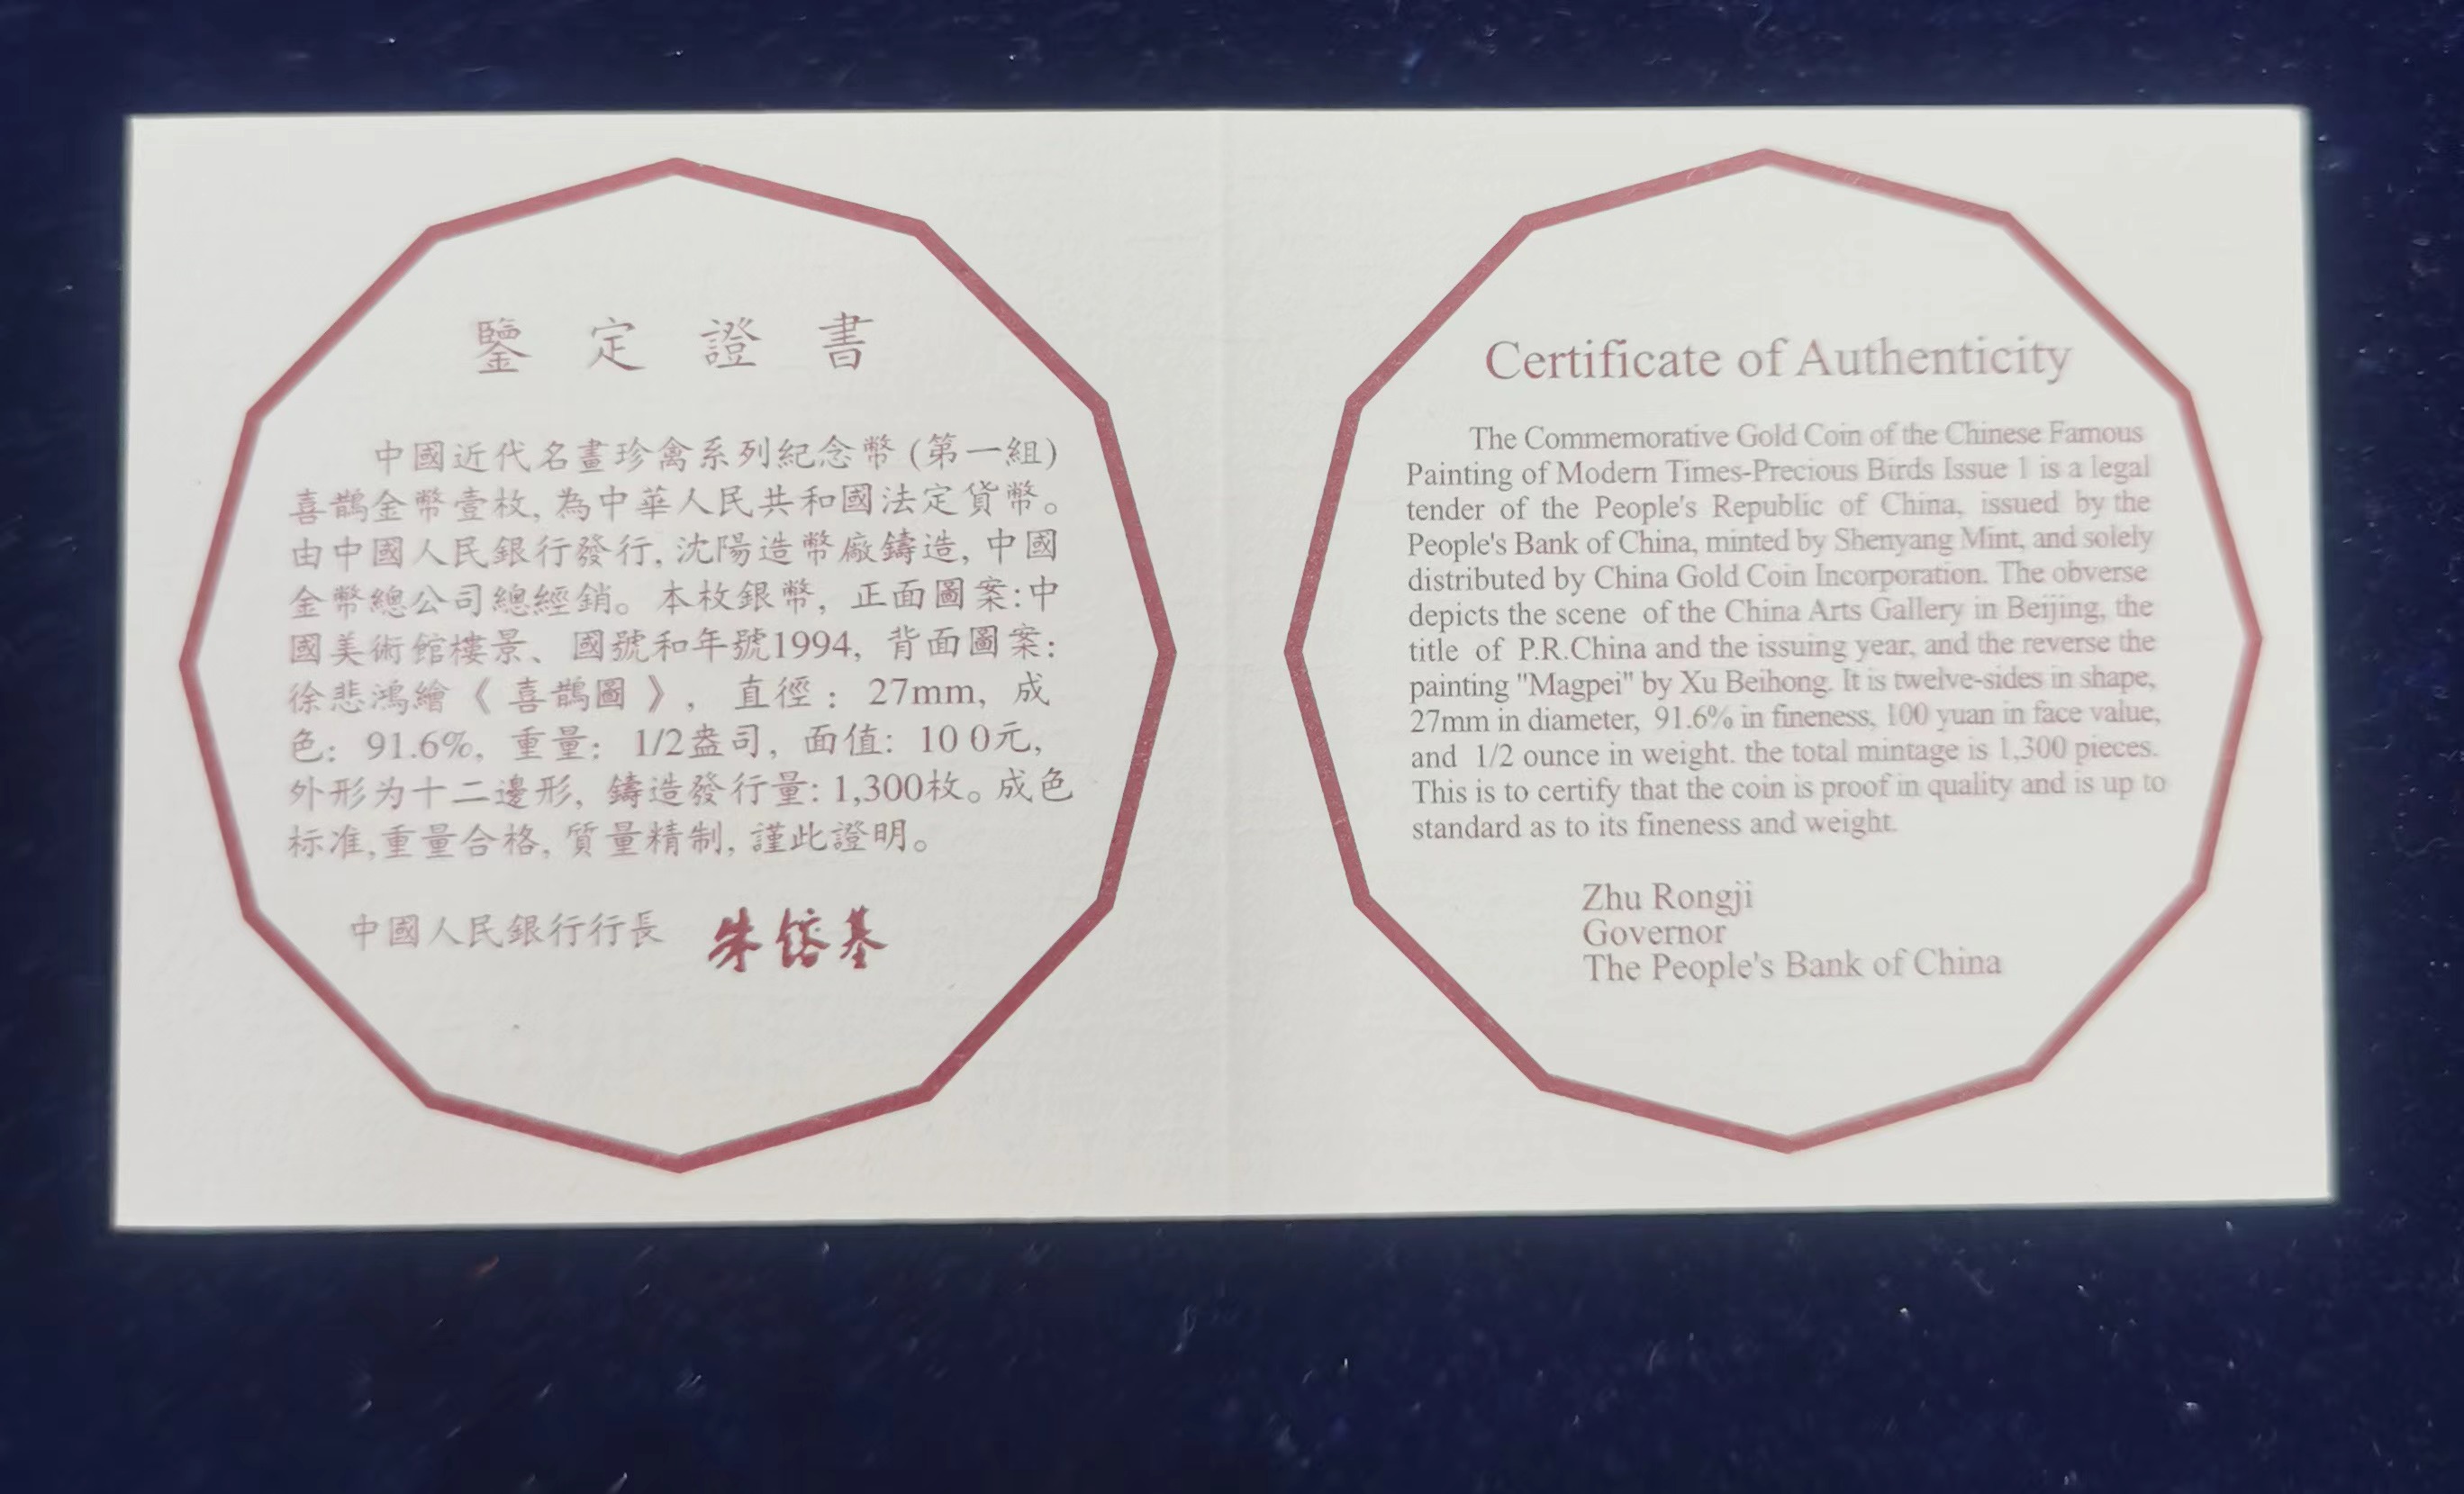 鑒定證書
中國近代名畫珍禽系列紀念幣(第一組)
喜鵲金幣壹枚,為中華人民共和國法定貨幣。
由中國人民銀行發行,沈陽造幣廠鑄造,中國
金幣總公司總經銷。本枚銀幣,正面圖案:中
國美術館樓景、國號和年號1994,背面圖案:
徐悲鴻繪《喜鵲圖》,直徑:27mm,成
色:91.6%,重量:1/2盎司,面值:10 0元,
外形为十二邊形,鑄造發行量:1,300枚。成色
标准,重量合格,質量精制,謹此證明。
中國人民銀行行長 朱镕基
Certificate of Authenticity
The Commemorative Gold Coin of the Chinese Famous
Painting of Modern Times-Precious Birds Issue 1 is a legal
tender of the People's Republic of China, issued by the
People's Bank of China, minted by Shenyang Mint, and solely
distributed by China Gold Coin Incorporation. The obverse
depicts the scene of the China Arts Gallery in Beijing, the
title of P.R.China and the issuing year, and the reverse the
painting "Magpei" by Xu Beihong. It is twelve-sides in shape,
27mm in diameter, 91.6% in fineness, 100 yuan in face value,
and 1/2 ounce in weight. the total mintage is 1,300 pieces.
This is to certify that the coin is proof in quality and is up to
standard as to its fineness and weight.
Zhu Rongji
Governor
The People's Bank of China